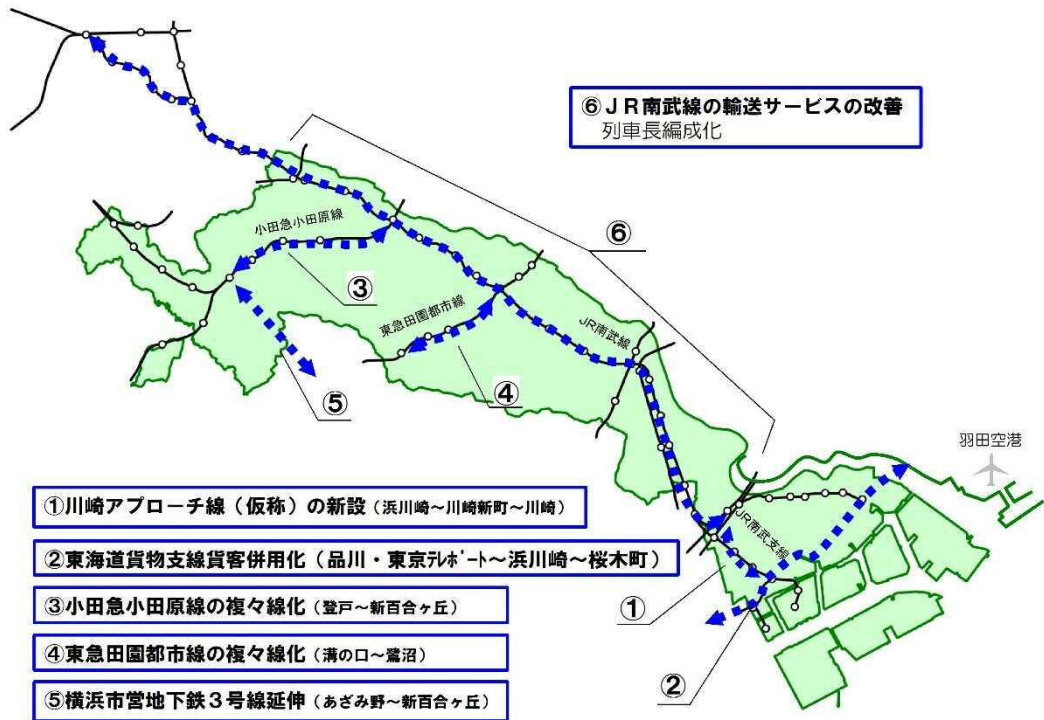 ⑥ＪＲ南武線の輸送サービスの改善
列車長編成化
⑥
小田急小田原線
③
東急田園都市線
JR南武線
④
⑤
羽田空港
JR南武支線
①
②
①川崎アプローチ線（仮称）の新設（浜川崎～川崎新町～川崎）
②東海道貨物支線貨客併用化（品川・東京ﾃﾚﾎﾟｰﾄ～浜川崎～桜木町）
③小田急小田原線の複々線化（登戸～新百合ヶ丘）
④東急田園都市線の複々線化（溝の口～鷺沼）
⑤横浜市営地下鉄３号線延伸（あざみ野～新百合ヶ丘）